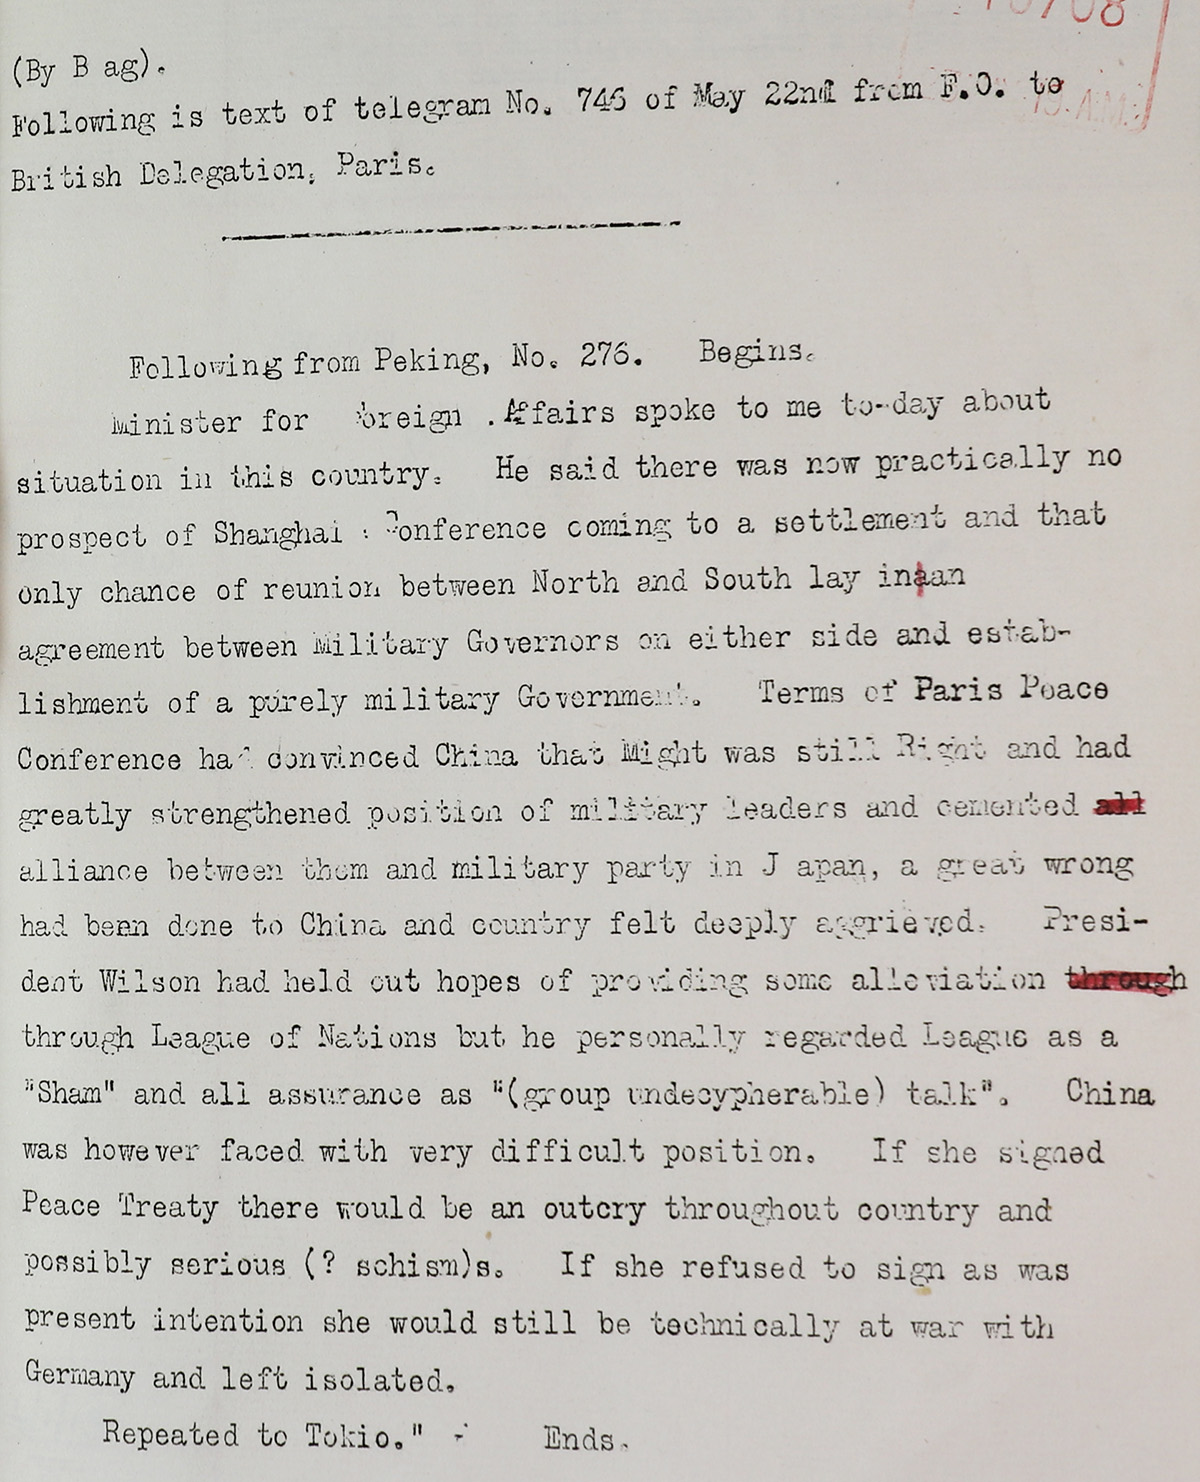 (By B ag).
Following is text of telegram No. 746 of May 22nd from F.O. to
British Delegation, Paris.
Following from Peking, No. 276. Begins.
Minister for oreign .Affairs spoke to me to-day about
situation in this country. He said there was now practically no
prospect of Shanghai : Conference coming to a settlement and that
only chance of reunion between North and South lay in an
agreement between Military Governors on either side and estab-
lishment of a purely military Government. Terms of Paris Peace
Conference had convinced China that Might was still Right and had
greatly strengthened position of military leaders and cemented all
alliance between them and military party in J apan, a great wrong
had been done to China and country felt deeply aggrieved. Presi-
dent Wilson had held out hopes of providing some alleviation through
through League of Nations but he personally regarded League as a
"Sham" and all assurance as "(group undecypherable) talk". China
was however faced with very difficult position. If she signed
Peace Treaty there would be an outcry throughout country and
possibly serious (? schism)s. If she refused to sign as was
present intention she would still be technically at war with
Germany and left isolated.
Repeated to Tokio." - Ends.